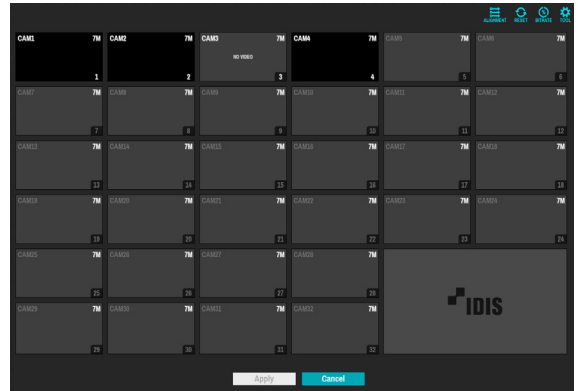 ALIGNMENT RESET BITRATE TOOL
CAM1 7M CAM2 7M CAM3 7M CAM4 7M CAM5 7M CAM6 7M
NO VIDEO
1 2 3 4 5 6
CAM7 7M CAM8 7M CAM9 7M CAM10 7M CAM11 7M CAM12 7M
7 8 9 10 11 12
CAM13 7M CAM14 7M CAM15 7M CAM16 7M CAM17 7M CAM18 7M
13 14 15 16 17 18
CAM19 7M CAM20 7M CAM21 7M CAM22 7M CAM23 7M CAM24 7M
19 20 21 22 23 24
CAM25 7M CAM26 7M CAM27 7M CAM28 7M
25 26 27 28
IDIS
CAM29 7M CAM30 7M CAM31 7M CAM32 7M
29 30 31 32
Apply Cancel